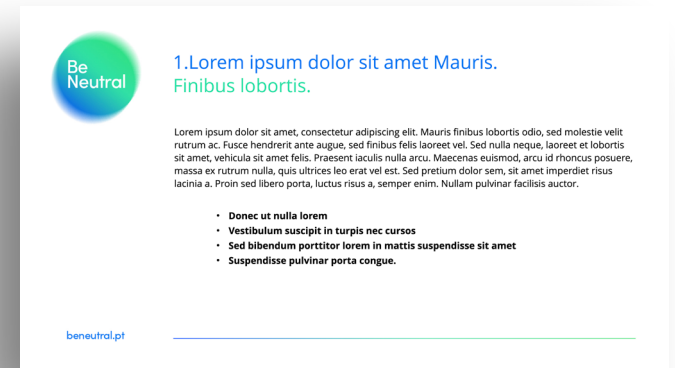 Be
Neutral
1.Lorem ipsum dolor sit amet Mauris.
Finibus lobortis.
Lorem ipsum dolor sit amet, consectetur adipiscing elit. Mauris finibus lobortis odio, sed molestie velit
rutrum ac. Fusce hendrerit ante augue, sed finibus felis laoreet vel. Sed nulla neque, laoreet et lobortis
sit amet, vehicula sit amet felis. Praesent iaculis nulla arcu. Maecenas euismod, arcu id rhoncus posuere,
massa ex rutrum nulla, quis ultrices leo erat vel est. Sed pretium dolor sem, sit amet imperdiet risus
lacinia a. Proin sed libero porta, luctus risus a, semper enim. Nullam pulvinar facilisis auctor.
• Donec ut nulla lorem
• Vestibulum suscipit in turpis nec cursos
• Sed bibendum porttitor lorem in mattis suspendisse sit amet
• Suspendisse pulvinar porta congue.
beneutral.pt